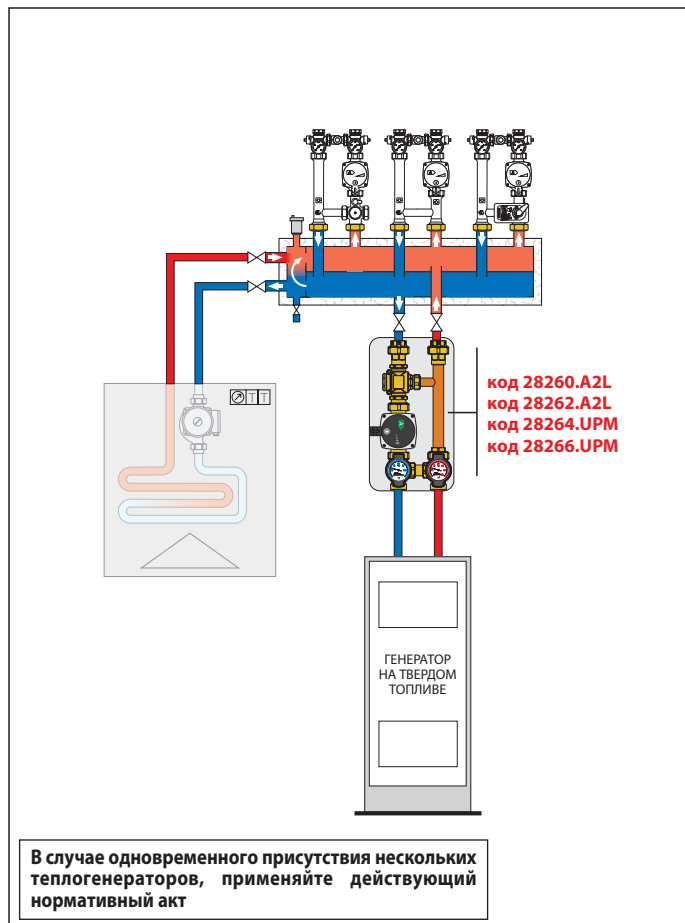 код 28260.A2L
код 28262.A2L
код 28264.UPM
код 28266.UPM
T T
ГЕНЕРАТОР
НА ТВЕРДОМ
ТОПЛИВЕ
В случае одновременного присутствия нескольких
теплогенераторов, применяйте действующий
нормативный акт